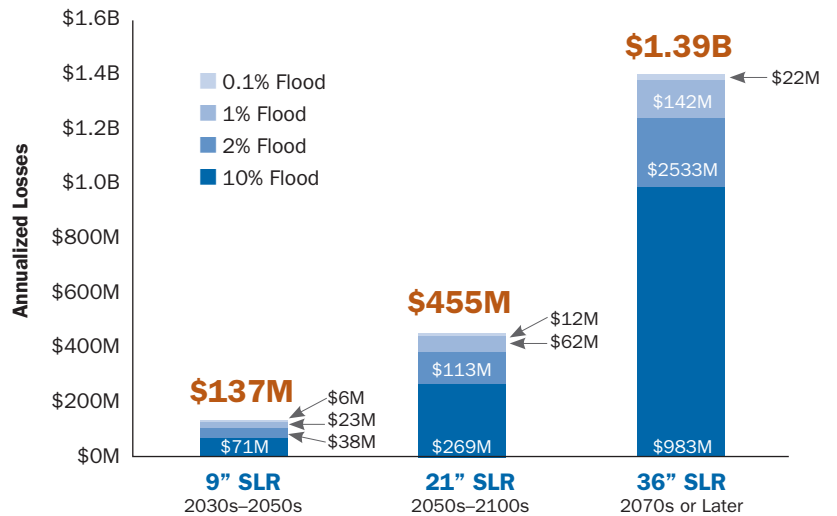 $1.6B
$1.4B
$1.2B
$1.0B
$800M
$600M
$400M
$200M
$0M
Annualized Losses
0.1% Flood
1% Flood
2% Flood
10% Flood
$137M
$6M
$23M
$38M
$71M
$455M
$12M
$62M
$113M
$269M
$1.39B
$22M
$142M
$2533M
$983M
9” SLR
2030s–2050s
21” SLR
2050s–2100s
36” SLR
2070s or Later